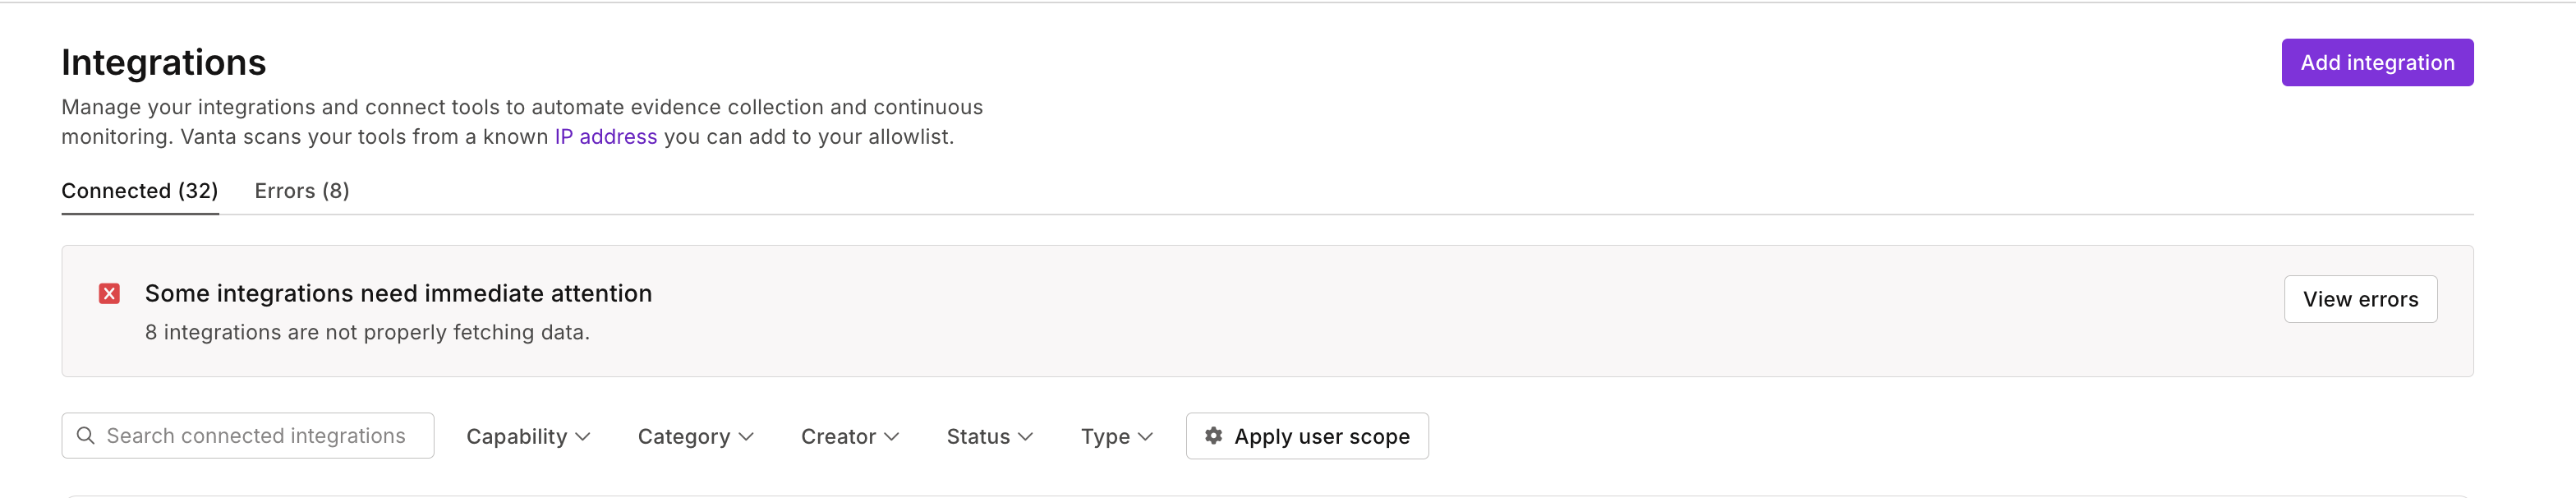 Integrations
Add integration
Manage your integrations and connect tools to automate evidence collection and continuous
monitoring. Vanta scans your tools from a known IP address you can add to your allowlist.
Connected (32)
Errors (8)
Some integrations need immediate attention
8 integrations are not properly fetching data.
View errors
Search connected integrations
Capability
Category
Creator
Status
Type
Apply user scope